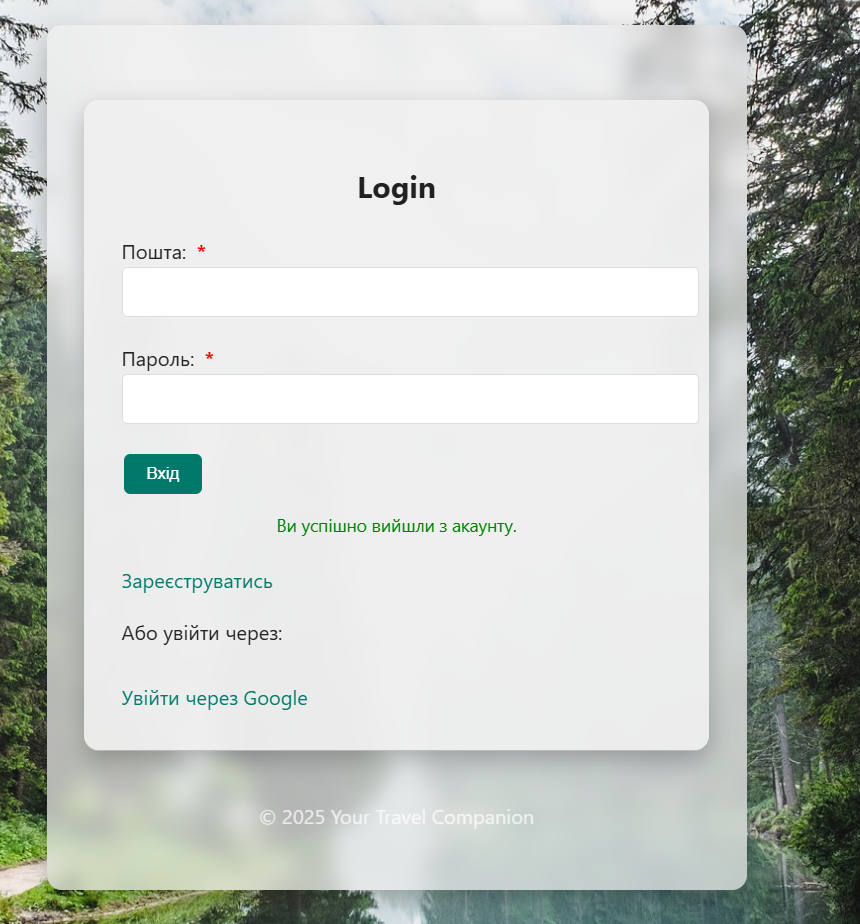 Login
Пошта: *
Пароль: *
Вхід
Ви успішно вийшли з акаунту.
Зареєструватись
Або увійти через:
Увійти через Google
© 2025 Your Travel Companion